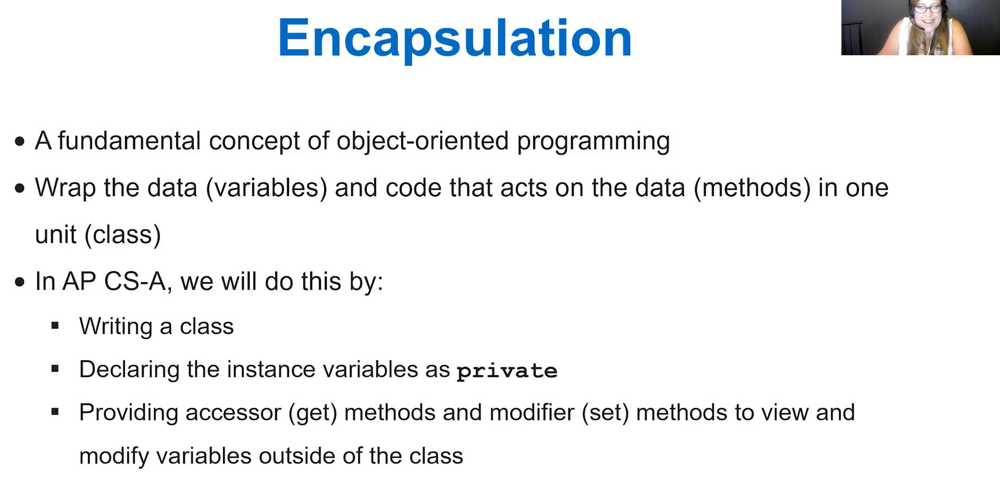 Encapsulation
• A fundamental concept of object-oriented programming
• Wrap the data (variables) and code that acts on the data (methods) in one
unit (class)
• In AP CS-A, we will do this by:
▪ Writing a class
▪ Declaring the instance variables as private
▪ Providing accessor (get) methods and modifier (set) methods to view and
modify variables outside of the class